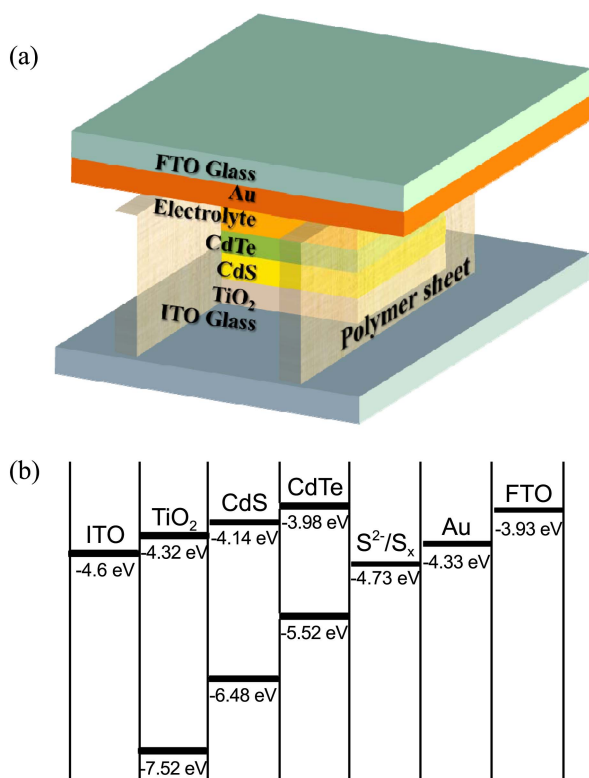 (a)
FTO Glass
Au
Electrolyte
CdTe
CdS
TiO₂
ITO Glass
Polymer sheet
(b)
ITO
TiO₂
CdS
CdTe
S²⁻/Sₓ
Au
FTO
-4.6 eV
-4.32 eV
-4.14 eV
-3.98 eV
-4.73 eV
-4.33 eV
-3.93 eV
-5.52 eV
-6.48 eV
-7.52 eV